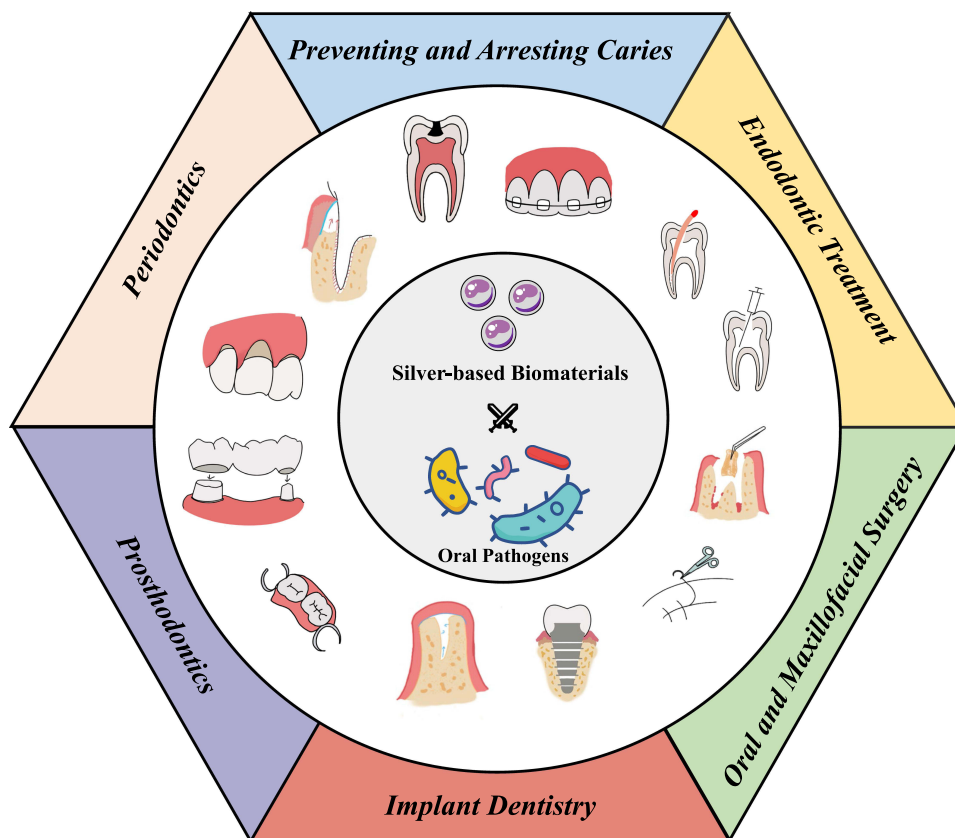 Preventing and Arresting Caries
Endodontic Treatment
Periodontics
Silver-based Biomaterials
Oral Pathogens
Prosthodontics
Oral and Maxillofacial Surgery
Implant Dentistry